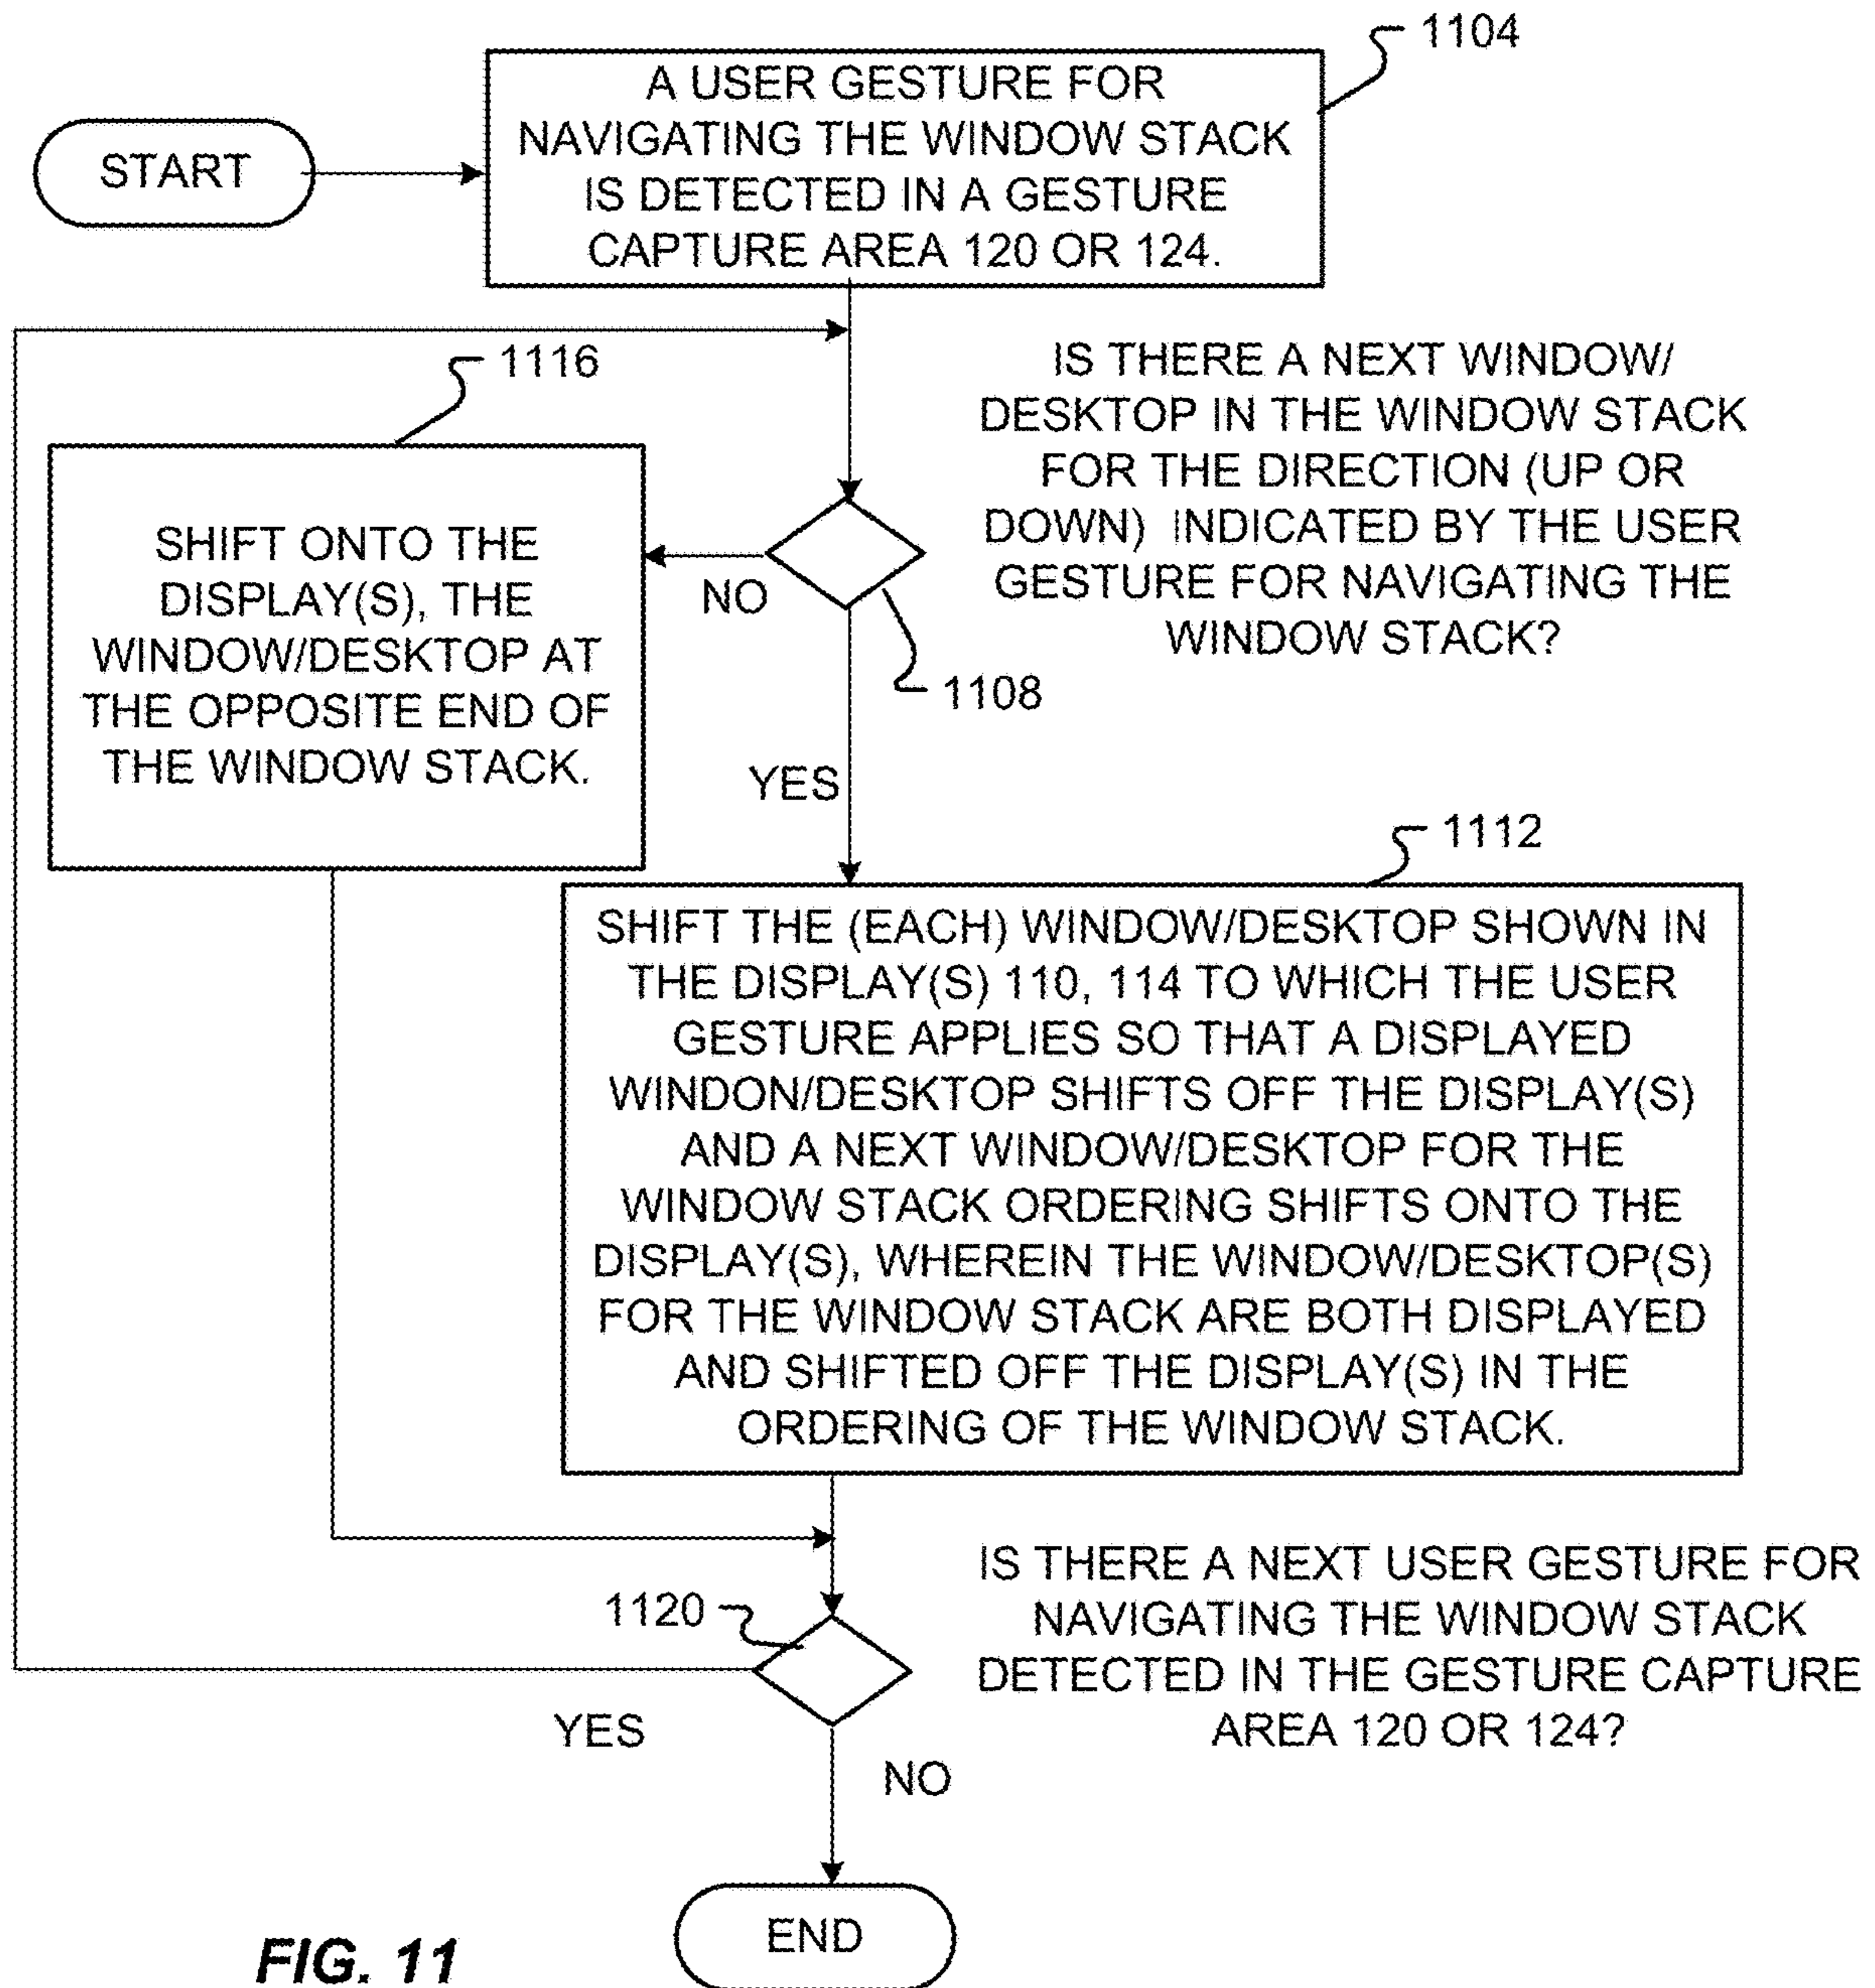 1104
A USER GESTURE FOR
NAVIGATING THE WINDOW STACK
IS DETECTED IN A GESTURE
CAPTURE AREA 120 OR 124.
START
1116
IS THERE A NEXT WINDOW/
DESKTOP IN THE WINDOW STACK
FOR THE DIRECTION (UP OR
DOWN) INDICATED BY THE USER
GESTURE FOR NAVIGATING THE
WINDOW STACK?
SHIFT ONTO THE
DISPLAY(S), THE
WINDOW/DESKTOP AT
THE OPPOSITE END OF
THE WINDOW STACK.
NO
1108
YES
1112
SHIFT THE (EACH) WINDOW/DESKTOP SHOWN IN
THE DISPLAY(S) 110, 114 TO WHICH THE USER
GESTURE APPLIES SO THAT A DISPLAYED
WINDON/DESKTOP SHIFTS OFF THE DISPLAY(S)
AND A NEXT WINDOW/DESKTOP FOR THE
WINDOW STACK ORDERING SHIFTS ONTO THE
DISPLAY(S), WHEREIN THE WINDOW/DESKTOP(S)
FOR THE WINDOW STACK ARE BOTH DISPLAYED
AND SHIFTED OFF THE DISPLAY(S) IN THE
ORDERING OF THE WINDOW STACK.
1120
IS THERE A NEXT USER GESTURE FOR
NAVIGATING THE WINDOW STACK
DETECTED IN THE GESTURE CAPTURE
AREA 120 OR 124?
YES
NO
END
FIG. 11